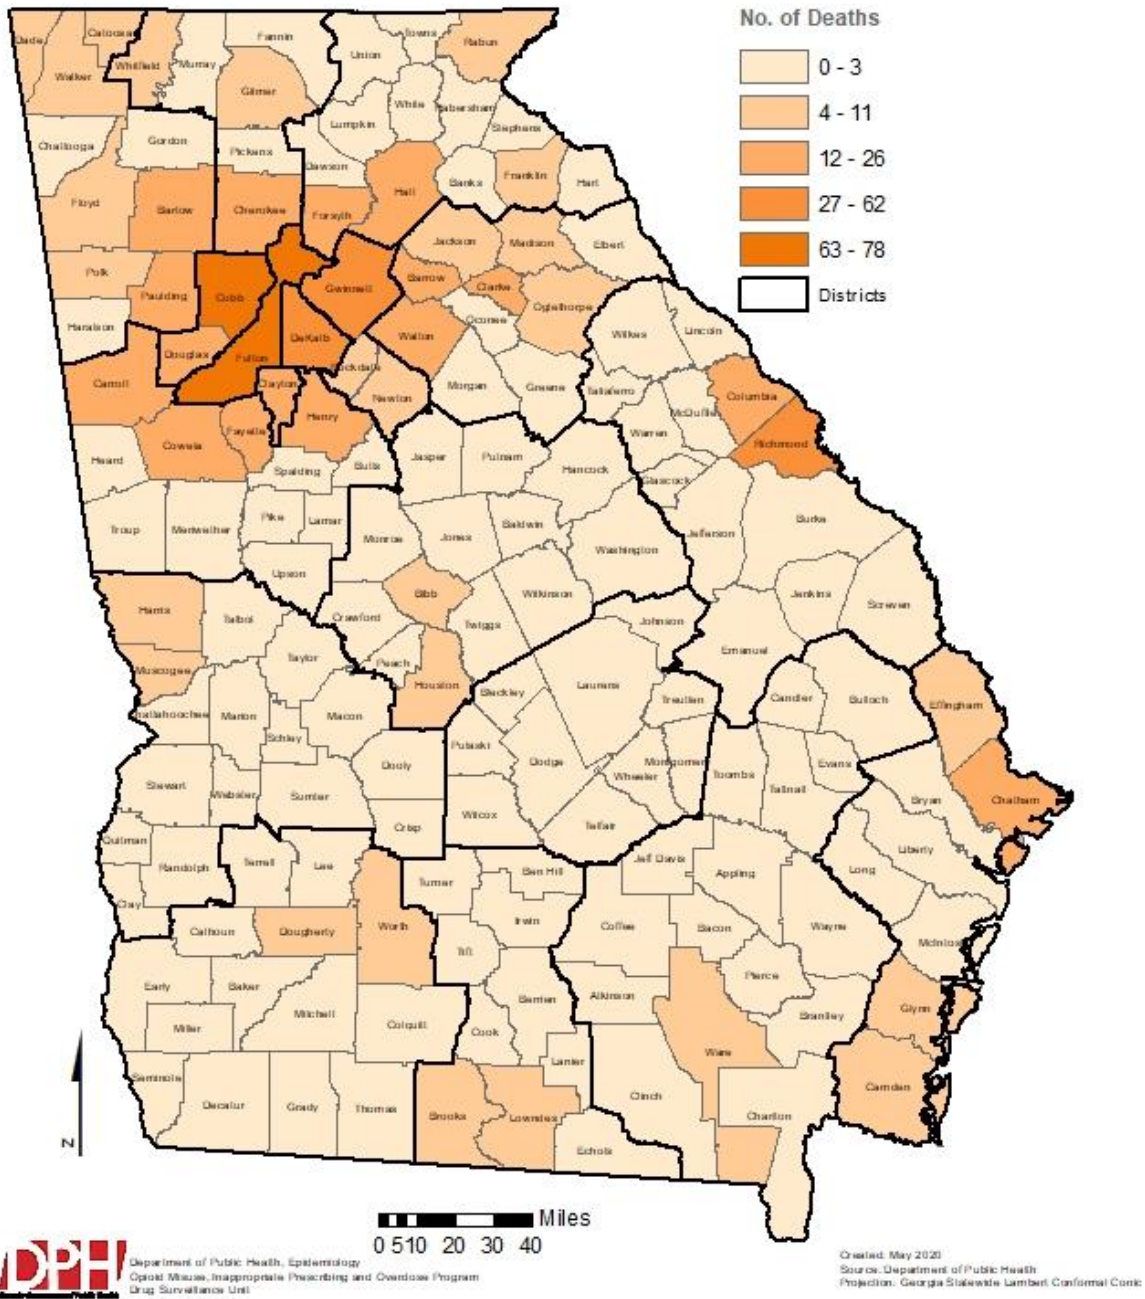 No. of Deaths
0 - 3
4 - 11
12 - 26
27 - 62
63 - 78
Districts
Dade
Catoosa
Whitfield
Murray
Fannin
Union
Towns
Rabun
Walker
Gilmer
White
Habersham
Lumpkin
Stephens
Chattooga
Gordon
Pickens
Dawson
Banks
Franklin
Hart
Floyd
Bartow
Cherokee
Forsyth
Hall
Jackson
Madison
Elbert
Polk
Paulding
Cobb
Gwinnett
Barrow
Clarke
Oglethorpe
Oconee
Haralson
Douglas
Fulton
DeKalb
Walton
Wilkes
Lincoln
Carroll
Clayton
Rockdale
Newton
Morgan
Greene
Taliaferro
McDuffie
Columbia
Heard
Coweta
Fayette
Henry
Spalding
Butts
Jasper
Putnam
Hancock
Warren
Richmond
Glascock
Troup
Meriwether
Pike
Lamar
Monroe
Jones
Baldwin
Washington
Jefferson
Burke
Upson
Bibb
Wilkinson
Twiggs
Crawford
Johnson
Jenkins
Screven
Harris
Talbot
Taylor
Peach
Houston
Emanuel
Muscogee
Bleckley
Laurens
Treutlen
Candler
Bulloch
Effingham
hattahoochee
Marion
Macon
Schley
Dooly
Pulaski
Dodge
Wheeler
Montgomery
Toombs
Tattnall
Evans
Stewart
Webster
Sumter
Wilcox
Telfair
Bryan
Chatham
Crisp
Quitman
Randolph
Terrell
Lee
Turner
Ben Hill
Jeff Davis
Appling
Long
Liberty
Clay
Calhoun
Dougherty
Worth
Tift
Irwin
Coffee
Bacon
Wayne
McIntosh
Early
Baker
Miller
Mitchell
Colquitt
Cook
Berrien
Atkinson
Pierce
Brantley
Glynn
Lanier
Ware
Clinch
Charlton
Camden
Seminole
Decatur
Grady
Thomas
Brooks
Lowndes
Echols
N
Miles
0 5 10 20 30 40
DPH
Department of Public Health, Epidemiology
Opioid Misuse, Inappropriate Prescribing and Overdose Program
Drug Surveillance Unit
Created: May 2020
Source: Department of Public Health
Projection: Georgia Statewide Lambert Conformal Conic